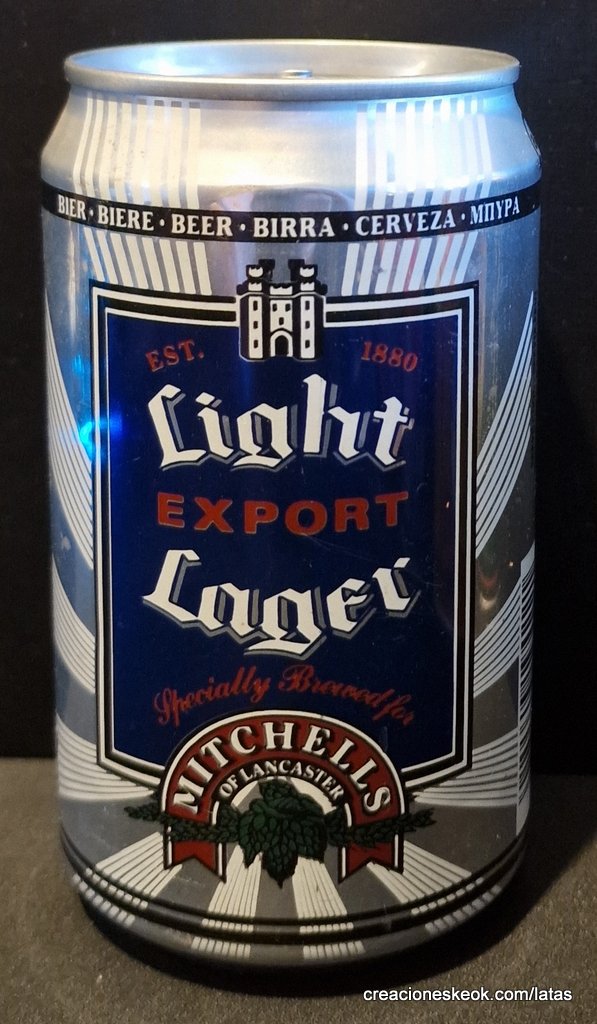 BIER · BIERE · BEER · BIRRA · CERVEZA · ΜΠΥΡΑ
EST. 1880
Light
EXPORT
Lager
Specially Brewed for
MITCHELLS
OF LANCASTER
creacioneskeok.com/latas